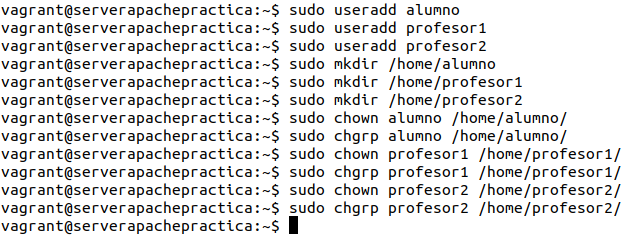 vagrant@serverapachepractica:~$ sudo useradd alumno
vagrant@serverapachepractica:~$ sudo useradd profesor1
vagrant@serverapachepractica:~$ sudo useradd profesor2
vagrant@serverapachepractica:~$ sudo mkdir /home/alumno
vagrant@serverapachepractica:~$ sudo mkdir /home/profesor1
vagrant@serverapachepractica:~$ sudo mkdir /home/profesor2
vagrant@serverapachepractica:~$ sudo chown alumno /home/alumno/
vagrant@serverapachepractica:~$ sudo chgrp alumno /home/alumno/
vagrant@serverapachepractica:~$ sudo chown profesor1 /home/profesor1/
vagrant@serverapachepractica:~$ sudo chgrp profesor1 /home/profesor1/
vagrant@serverapachepractica:~$ sudo chown profesor2 /home/profesor2/
vagrant@serverapachepractica:~$ sudo chgrp profesor2 /home/profesor2/
vagrant@serverapachepractica:~$